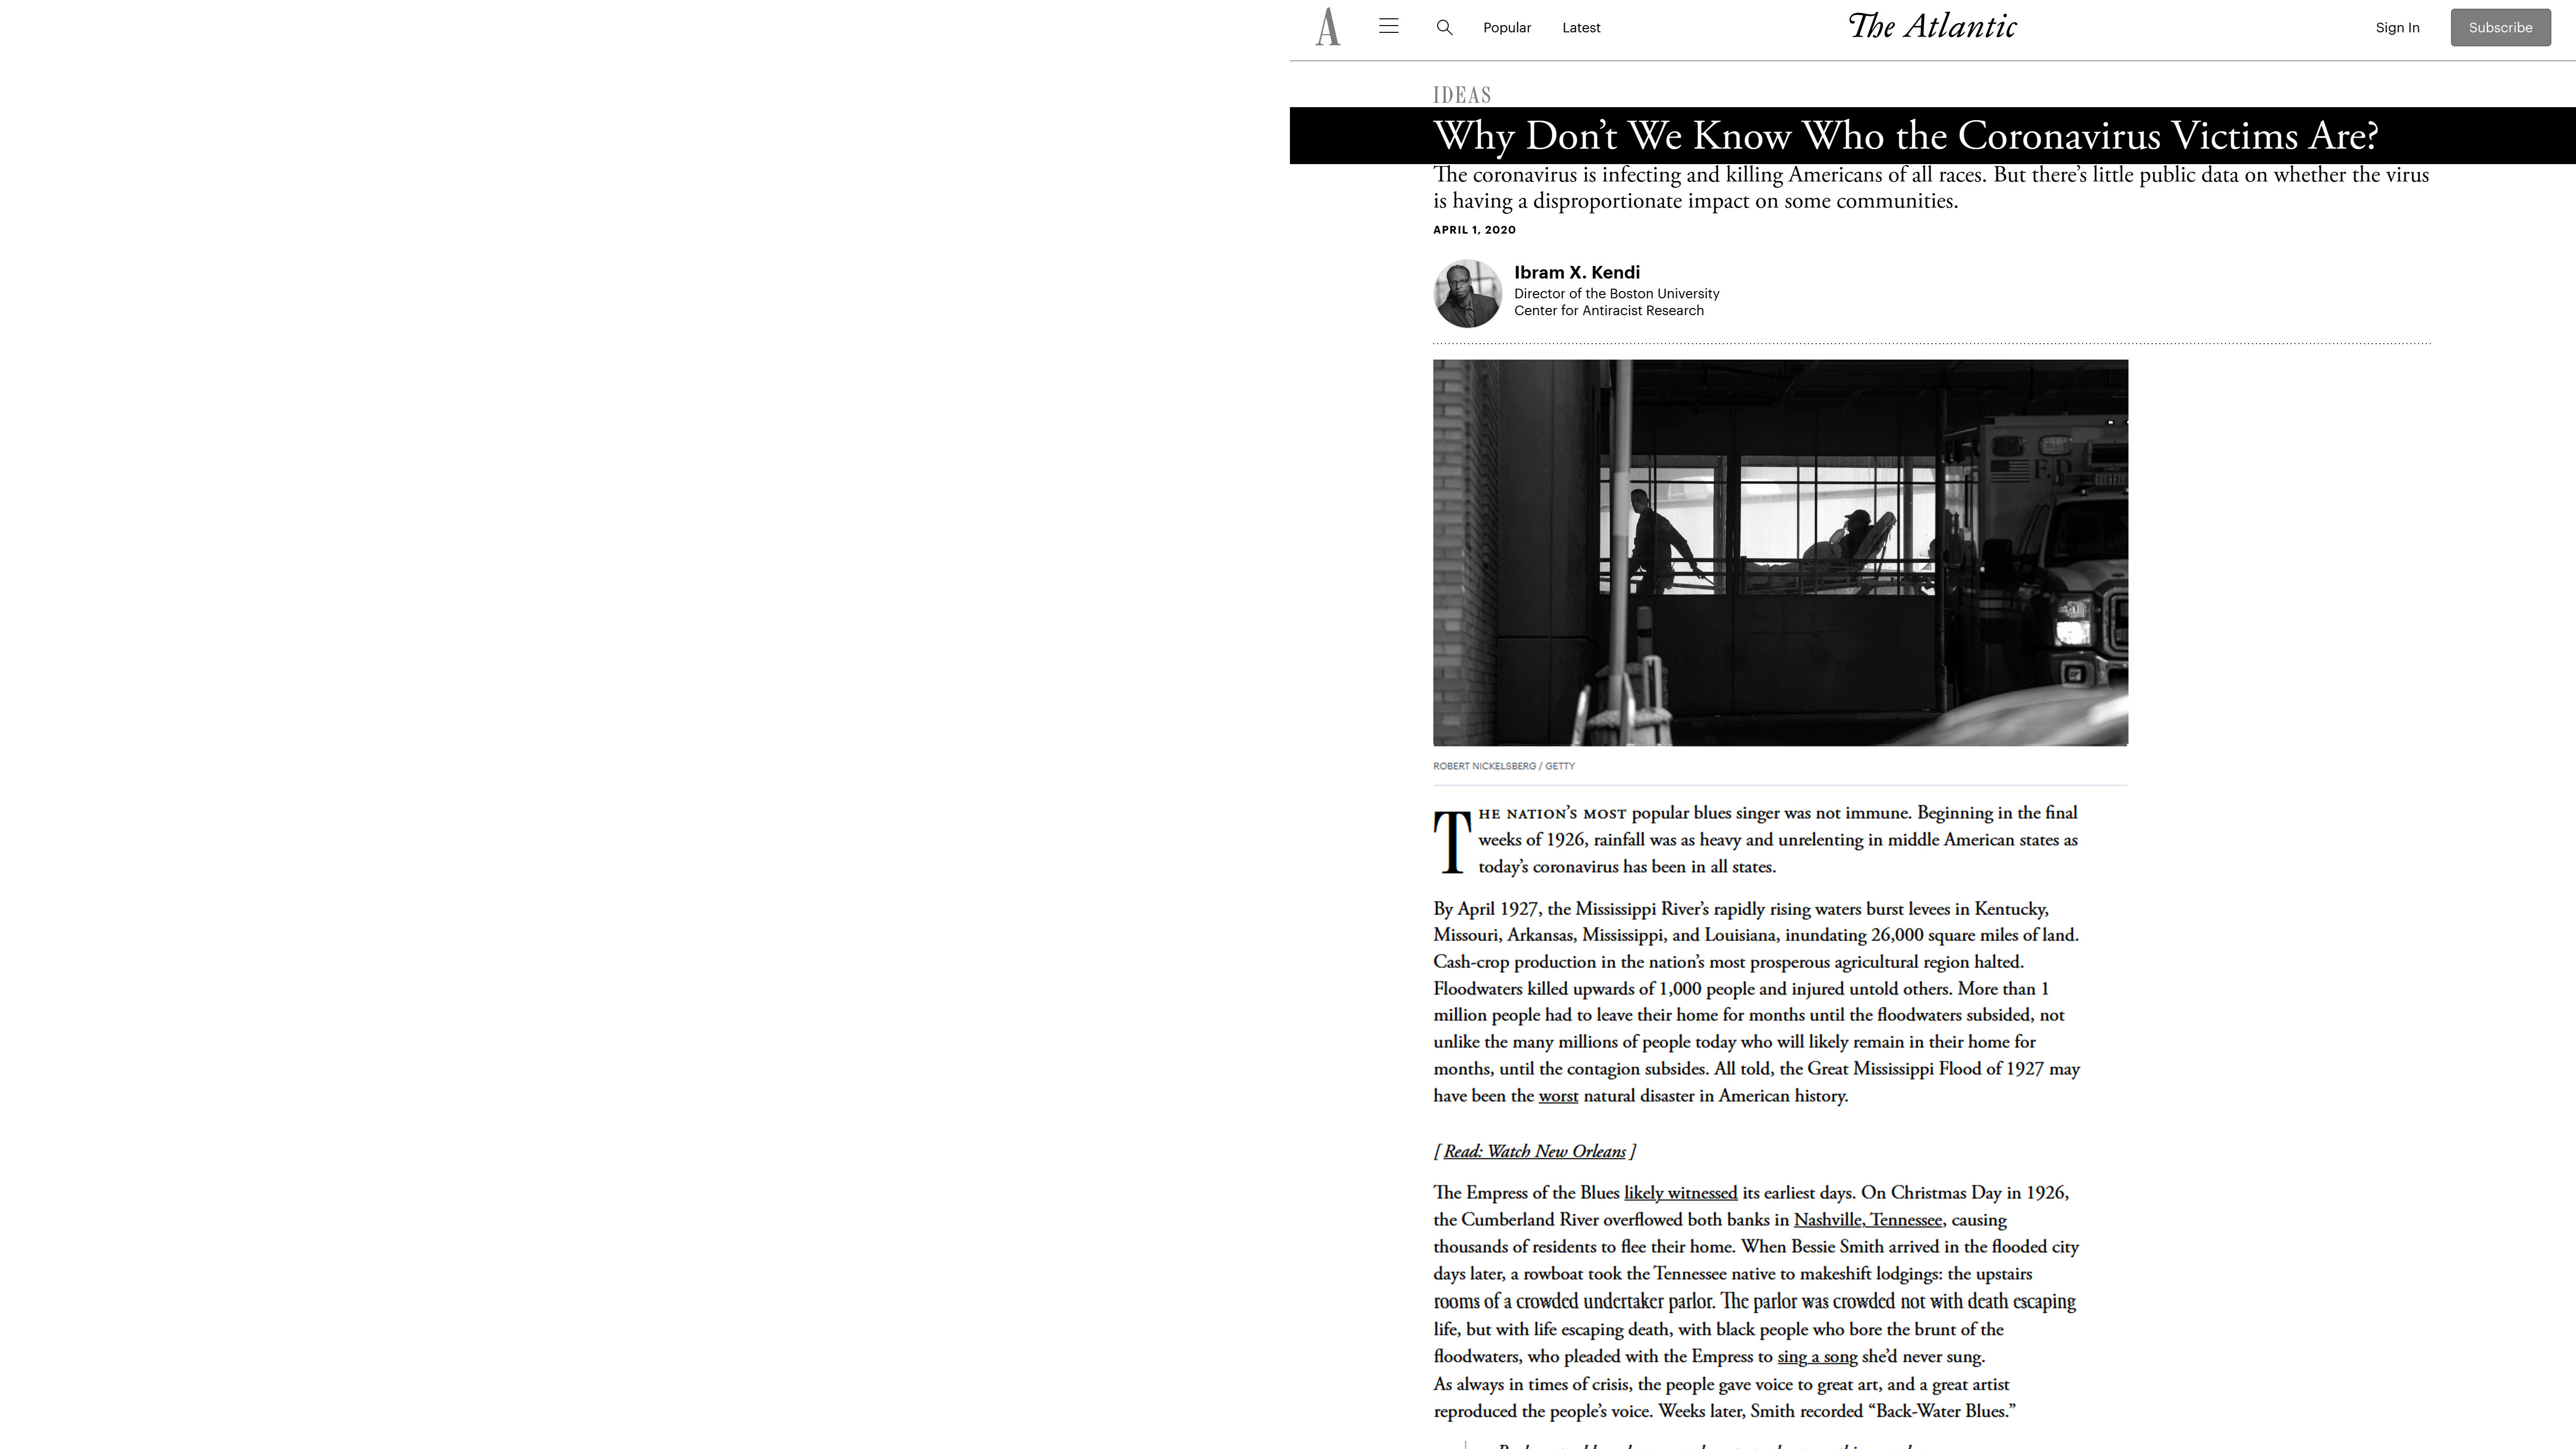 A
Popular
Latest
The Atlantic
Sign In
Subscribe
IDEAS
Why Don’t We Know Who the Coronavirus Victims Are?
The coronavirus is infecting and killing Americans of all races. But there’s little public data on whether the virus
is having a disproportionate impact on some communities.
APRIL 1, 2020
Ibram X. Kendi
Director of the Boston University
Center for Antiracist Research
F.D
ROBERT NICKELSBERG / GETTY
THE NATION’S MOST popular blues singer was not immune. Beginning in the final
weeks of 1926, rainfall was as heavy and unrelenting in middle American states as
today’s coronavirus has been in all states.
By April 1927, the Mississippi River’s rapidly rising waters burst levees in Kentucky,
Missouri, Arkansas, Mississippi, and Louisiana, inundating 26,000 square miles of land.
Cash-crop production in the nation’s most prosperous agricultural region halted.
Floodwaters killed upwards of 1,000 people and injured untold others. More than 1
million people had to leave their home for months until the floodwaters subsided, not
unlike the many millions of people today who will likely remain in their home for
months, until the contagion subsides. All told, the Great Mississippi Flood of 1927 may
have been the worst natural disaster in American history.
[ Read: Watch New Orleans ]
The Empress of the Blues likely witnessed its earliest days. On Christmas Day in 1926,
the Cumberland River overflowed both banks in Nashville, Tennessee, causing
thousands of residents to flee their home. When Bessie Smith arrived in the flooded city
days later, a rowboat took the Tennessee native to makeshift lodgings: the upstairs
rooms of a crowded undertaker parlor. The parlor was crowded not with death escaping
life, but with life escaping death, with black people who bore the brunt of the
floodwaters, who pleaded with the Empress to sing a song she’d never sung.
As always in times of crisis, the people gave voice to great art, and a great artist
reproduced the people’s voice. Weeks later, Smith recorded “Back-Water Blues.”